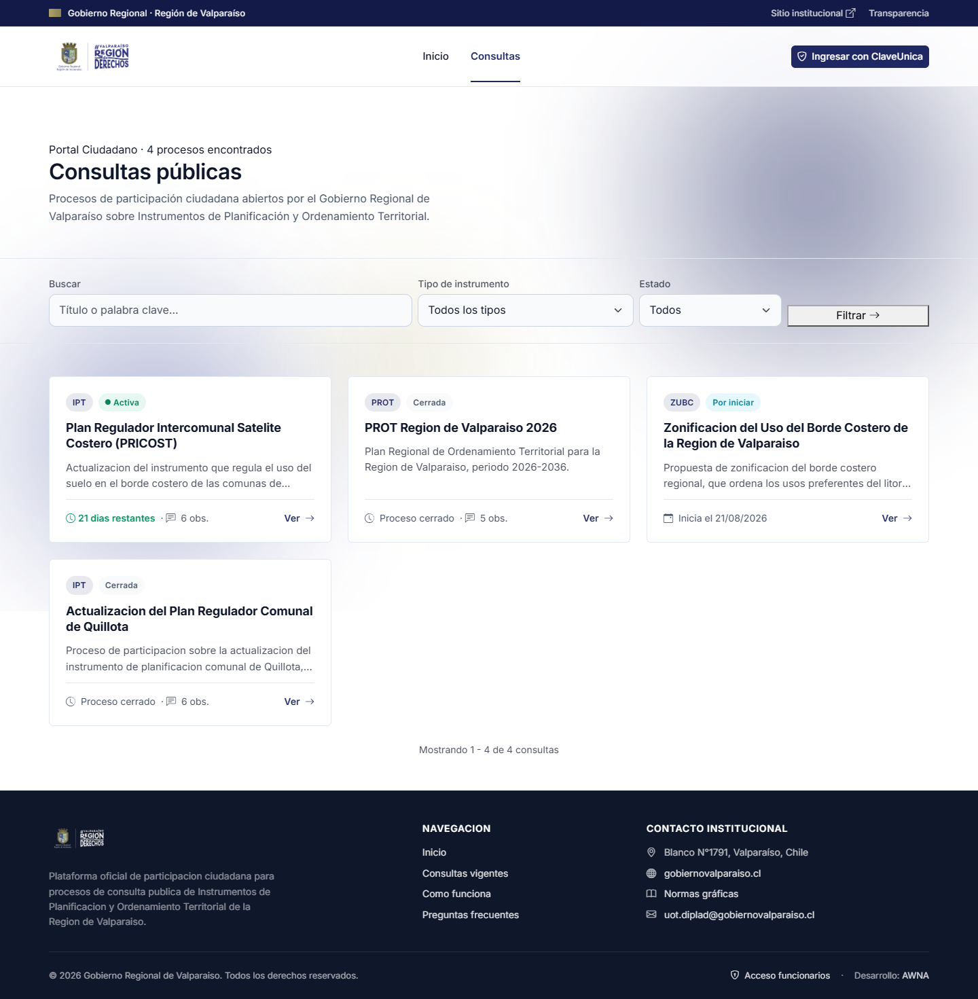 Gobierno Regional · Región de Valparaíso
Sitio institucional
Transparencia
Gobierno Regional
Región de Valparaíso
#VALPARAÍSO
REGIÓN
DE
DERECHOS
Inicio
Consultas
Ingresar con ClaveUnica
Portal Ciudadano · 4 procesos encontrados
Consultas públicas
Procesos de participación ciudadana abiertos por el Gobierno Regional de
Valparaíso sobre Instrumentos de Planificación y Ordenamiento Territorial.
Buscar
Título o palabra clave...
Tipo de instrumento
Todos los tipos
Estado
Todos
Filtrar →
IPT
Activa
Plan Regulador Intercomunal Satelite
Costero (PRICOST)
Actualizacion del instrumento que regula el uso del
suelo en el borde costero de las comunas de...
21 dias restantes · 6 obs.
Ver →
PROT
Cerrada
PROT Region de Valparaiso 2026
Plan Regional de Ordenamiento Territorial para la
Region de Valparaiso, periodo 2026-2036.
Proceso cerrado · 5 obs.
Ver →
ZUBC
Por iniciar
Zonificacion del Uso del Borde Costero de
la Region de Valparaiso
Propuesta de zonificacion del borde costero
regional, que ordena los usos preferentes del litor...
Inicia el 21/08/2026
Ver →
IPT
Cerrada
Actualizacion del Plan Regulador Comunal
de Quillota
Proceso de participacion sobre la actualizacion del
instrumento de planificacion comunal de Quillota,...
Proceso cerrado · 6 obs.
Ver →
Mostrando 1 - 4 de 4 consultas
#VALPARAÍSO
REGIÓN
DERECHOS
Plataforma oficial de participacion ciudadana para
procesos de consulta publica de Instrumentos de
Planificacion y Ordenamiento Territorial de la
Region de Valparaiso.
NAVEGACION
Inicio
Consultas vigentes
Como funciona
Preguntas frecuentes
CONTACTO INSTITUCIONAL
Blanco N°1791, Valparaíso, Chile
gobiernovalparaiso.cl
Normas gráficas
uot.diplad@gobiernovalparaiso.cl
© 2026 Gobierno Regional de Valparaiso. Todos los derechos reservados.
Acceso funcionarios · Desarrollo: AWNA